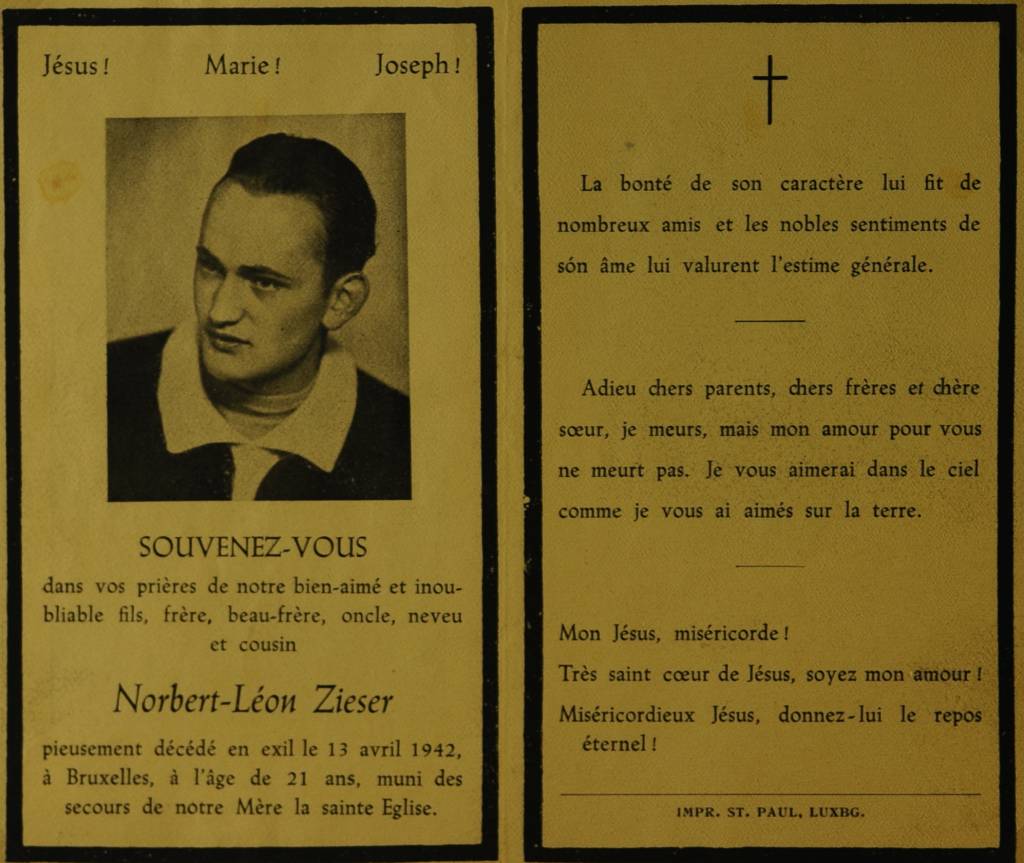 Jésus ! Marie ! Joseph !
SOUVENEZ-VOUS
dans vos prières de notre bien-aimé et inou-
bliable fils, frère, beau-frère, oncle, neveu
et cousin
Norbert-Léon Zieser
pieusement décédé en exil le 13 avril 1942,
à Bruxelles, à l'âge de 21 ans, muni des
secours de notre Mère la sainte Eglise.
La bonté de son caractère lui fit de
nombreux amis et les nobles sentiments de
són âme lui valurent l'estime générale.
Adieu chers parents, chers frères et chère
sœur, je meurs, mais mon amour pour vous
ne meurt pas. Je vous aimerai dans le ciel
comme je vous ai aimés sur la terre.
Mon Jésus, miséricorde !
Très saint cœur de Jésus, soyez mon amour !
Miséricordieux Jésus, donnez-lui le repos
éternel !
IMPR. ST. PAUL, LUXBG.